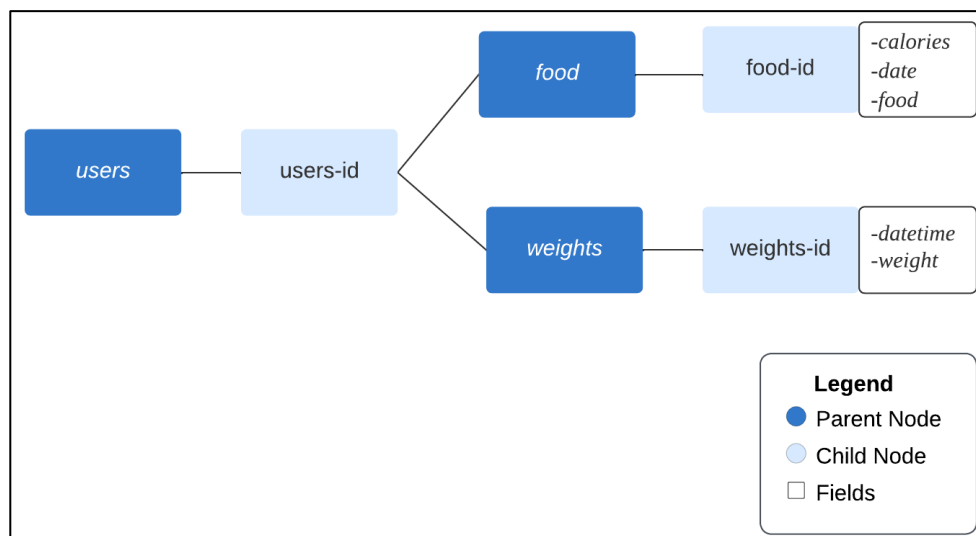 users
users-id
food
food-id
-calories
-date
-food
weights
weights-id
-datetime
-weight
Legend
Parent Node
Child Node
Fields